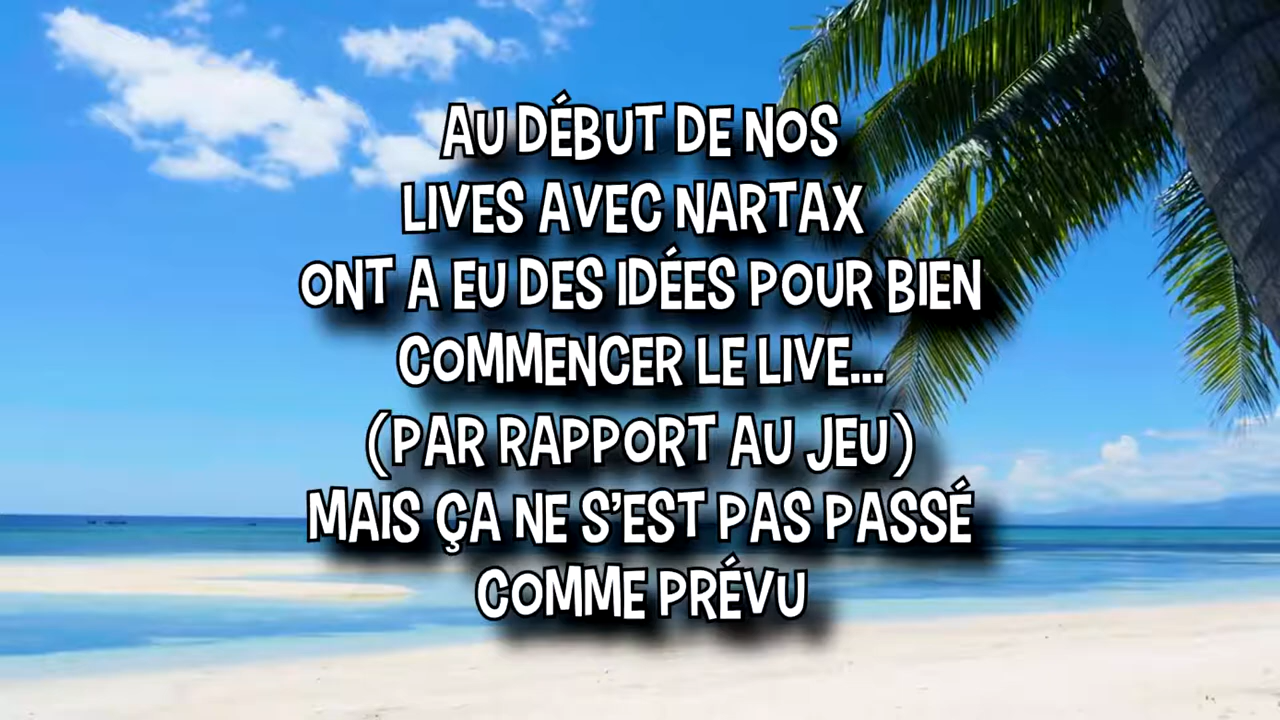 AU DÉBUT DE NOS
LIVES AVEC NARTAX
ONT A EU DES IDÉES POUR BIEN
COMMENCER LE LIVE...
(PAR RAPPORT AU JEU)
MAIS ÇA NE S'EST PAS PASSÉ
COMME PRÉVU